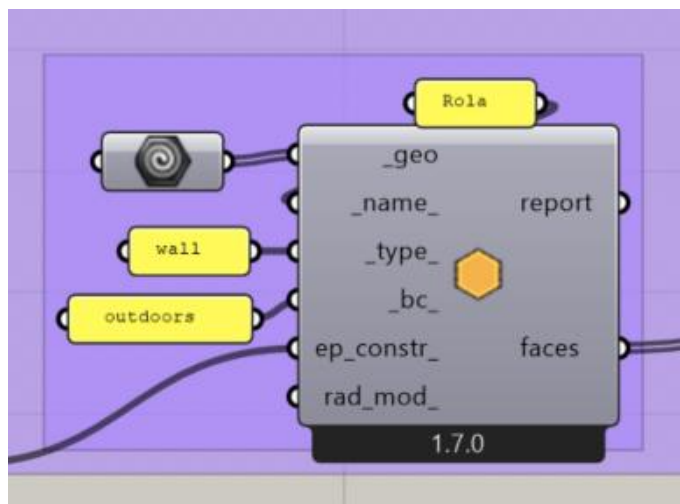 Rola
_geo
_name_
report
wall
_type_
outdoors
_bc_
ep_constr_
faces
rad_mod_
1.7.0